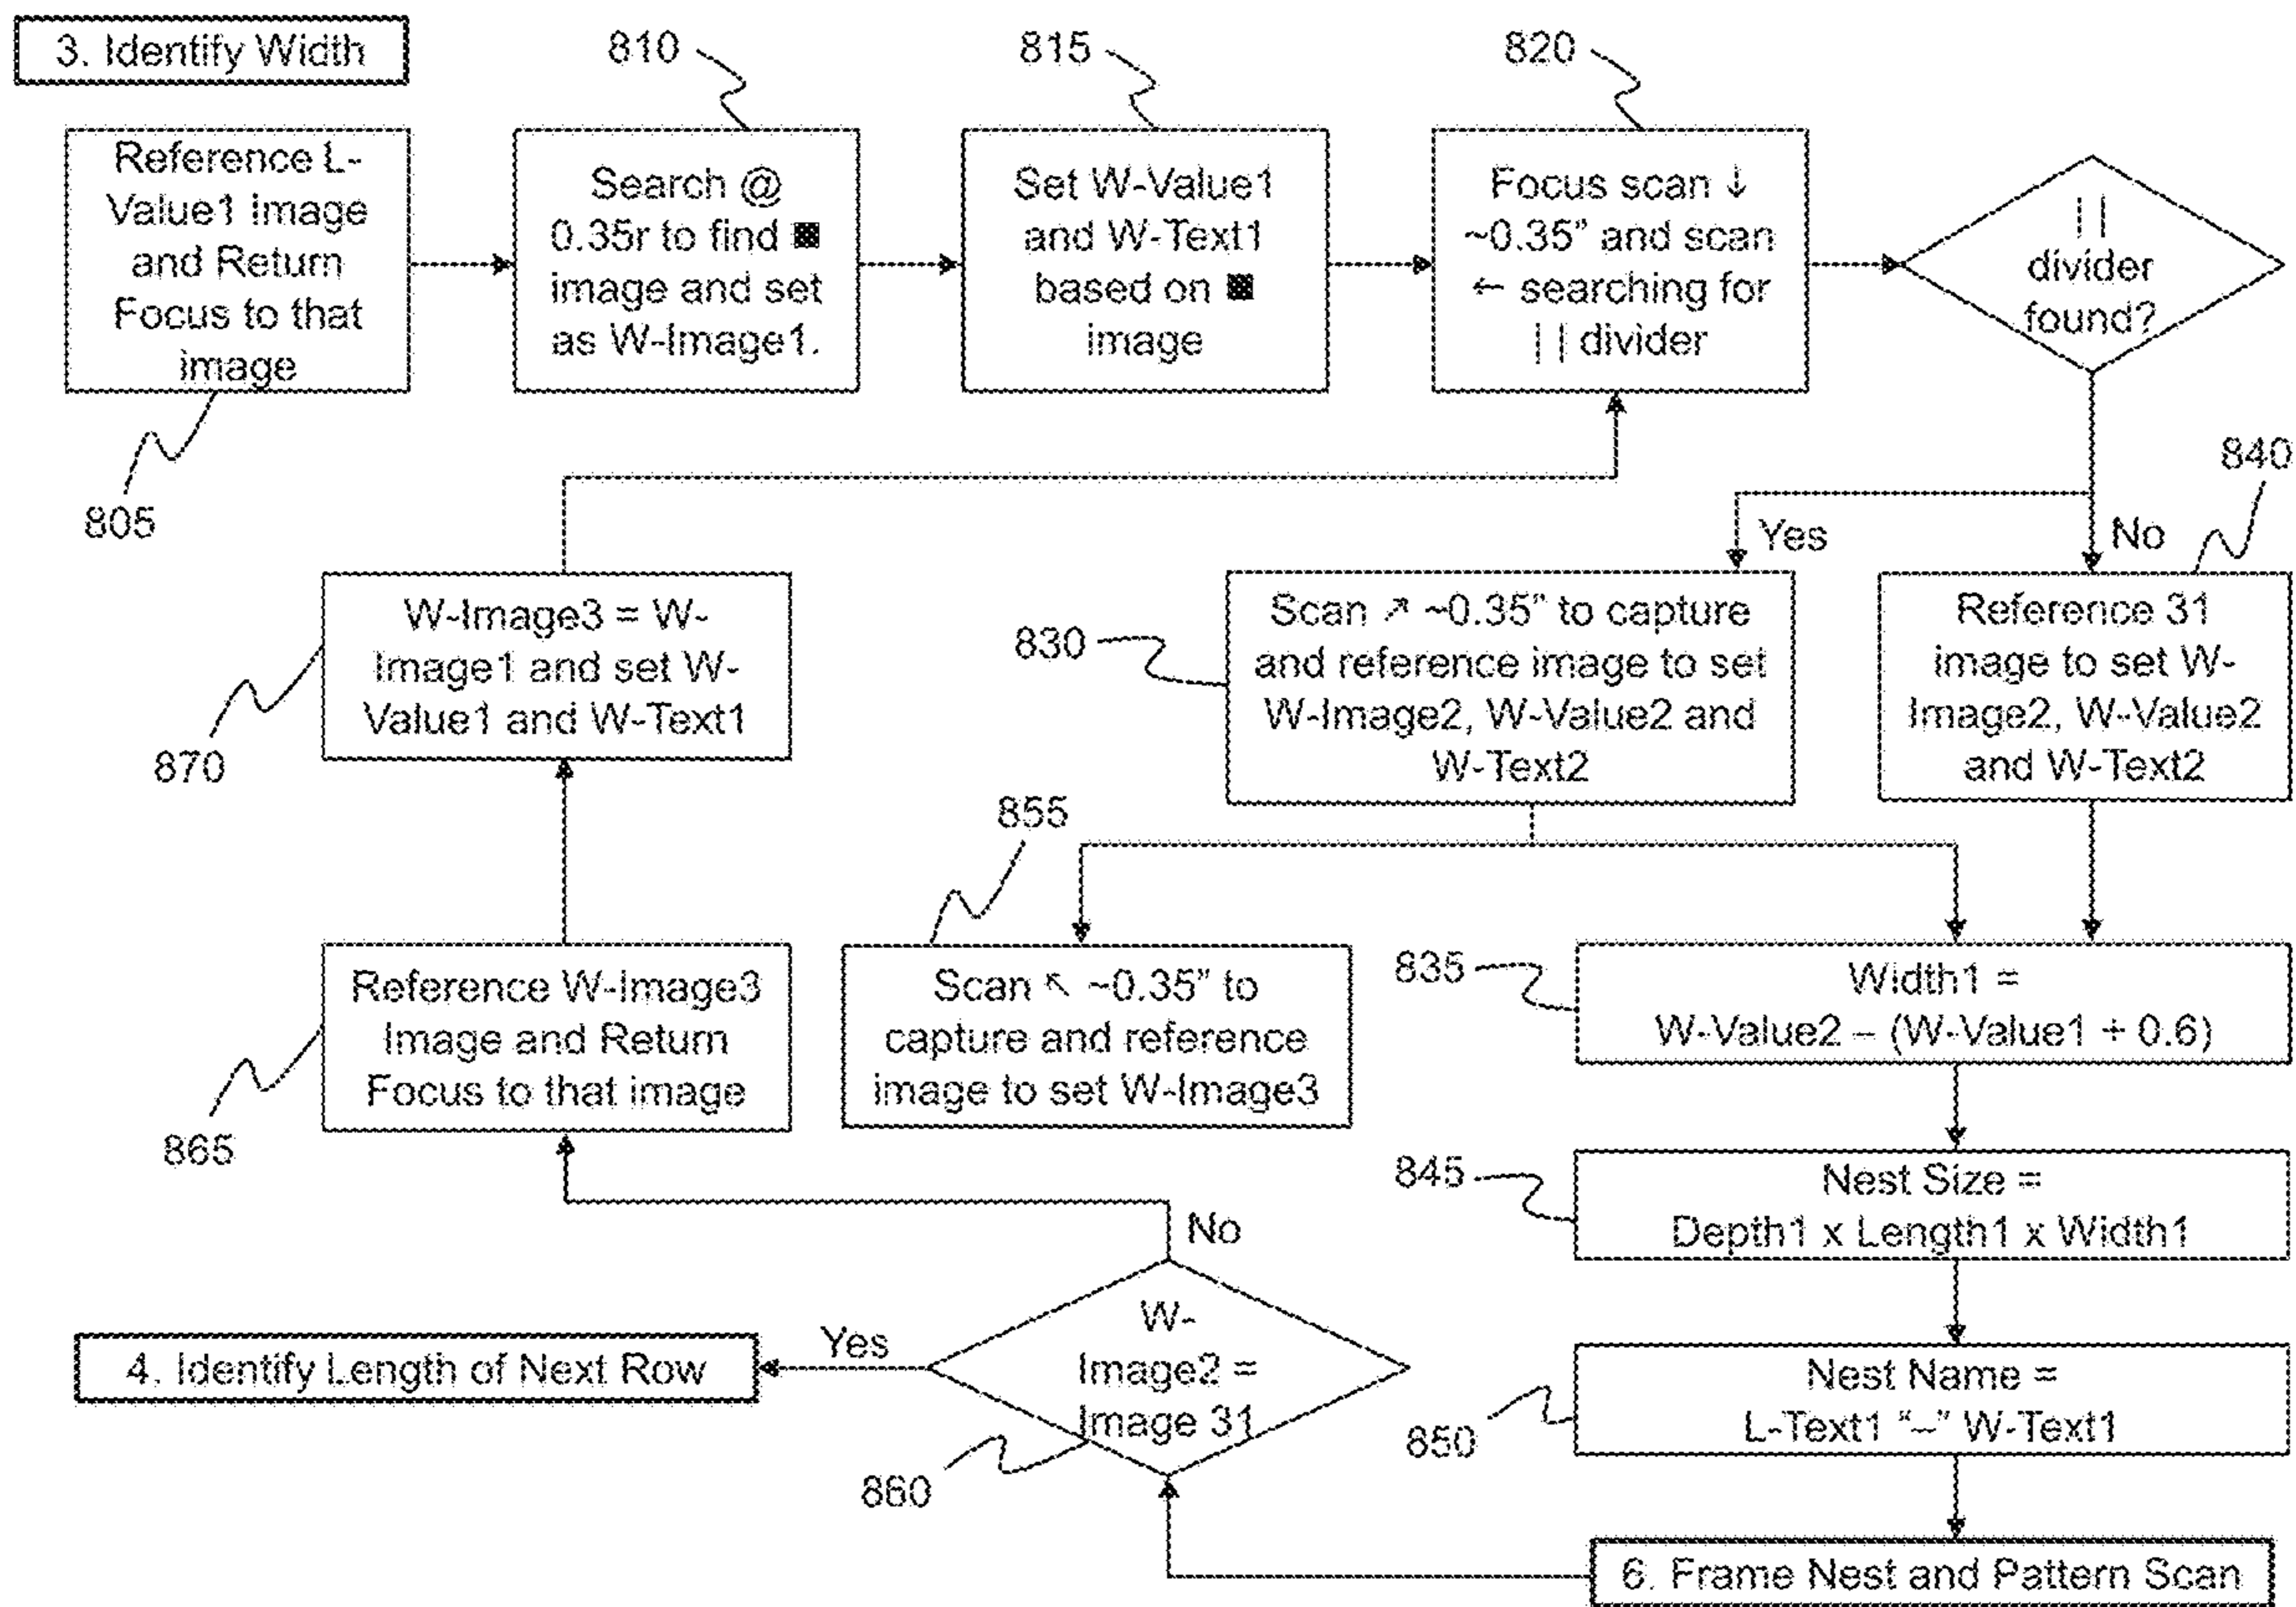 3. Identify Width
810
815
820
Reference L-
Value1 Image
and Return
Focus to that
image
805
Search @
0.35r to find ■
image and set
as W-Image1.
Set W-Value1
and W-Text1
based on ■
image
Focus scan ↓
~0.35” and scan
← searching for
| | divider
| |
divider
found?
840
Yes
No
870
W-Image3 = W-
Image1 and set W-
Value1 and W-Text1
830
Scan ↗ ~0.35” to capture
and reference image to set
W-Image2, W-Value2 and
W-Text2
Reference 31
image to set W-
Image2, W-Value2
and W-Text2
855
865
Reference W-Image3
Image and Return
Focus to that image
Scan ↖ ~0.35” to
capture and reference
image to set W-Image3
835
Width1 =
W-Value2 – (W-Value1 + 0.6)
845
Nest Size =
Depth1 x Length1 x Width1
No
4. Identify Length of Next Row
Yes
W-
Image2 =
Image 31
860
850
Nest Name =
L-Text1 “–” W-Text1
6. Frame Nest and Pattern Scan